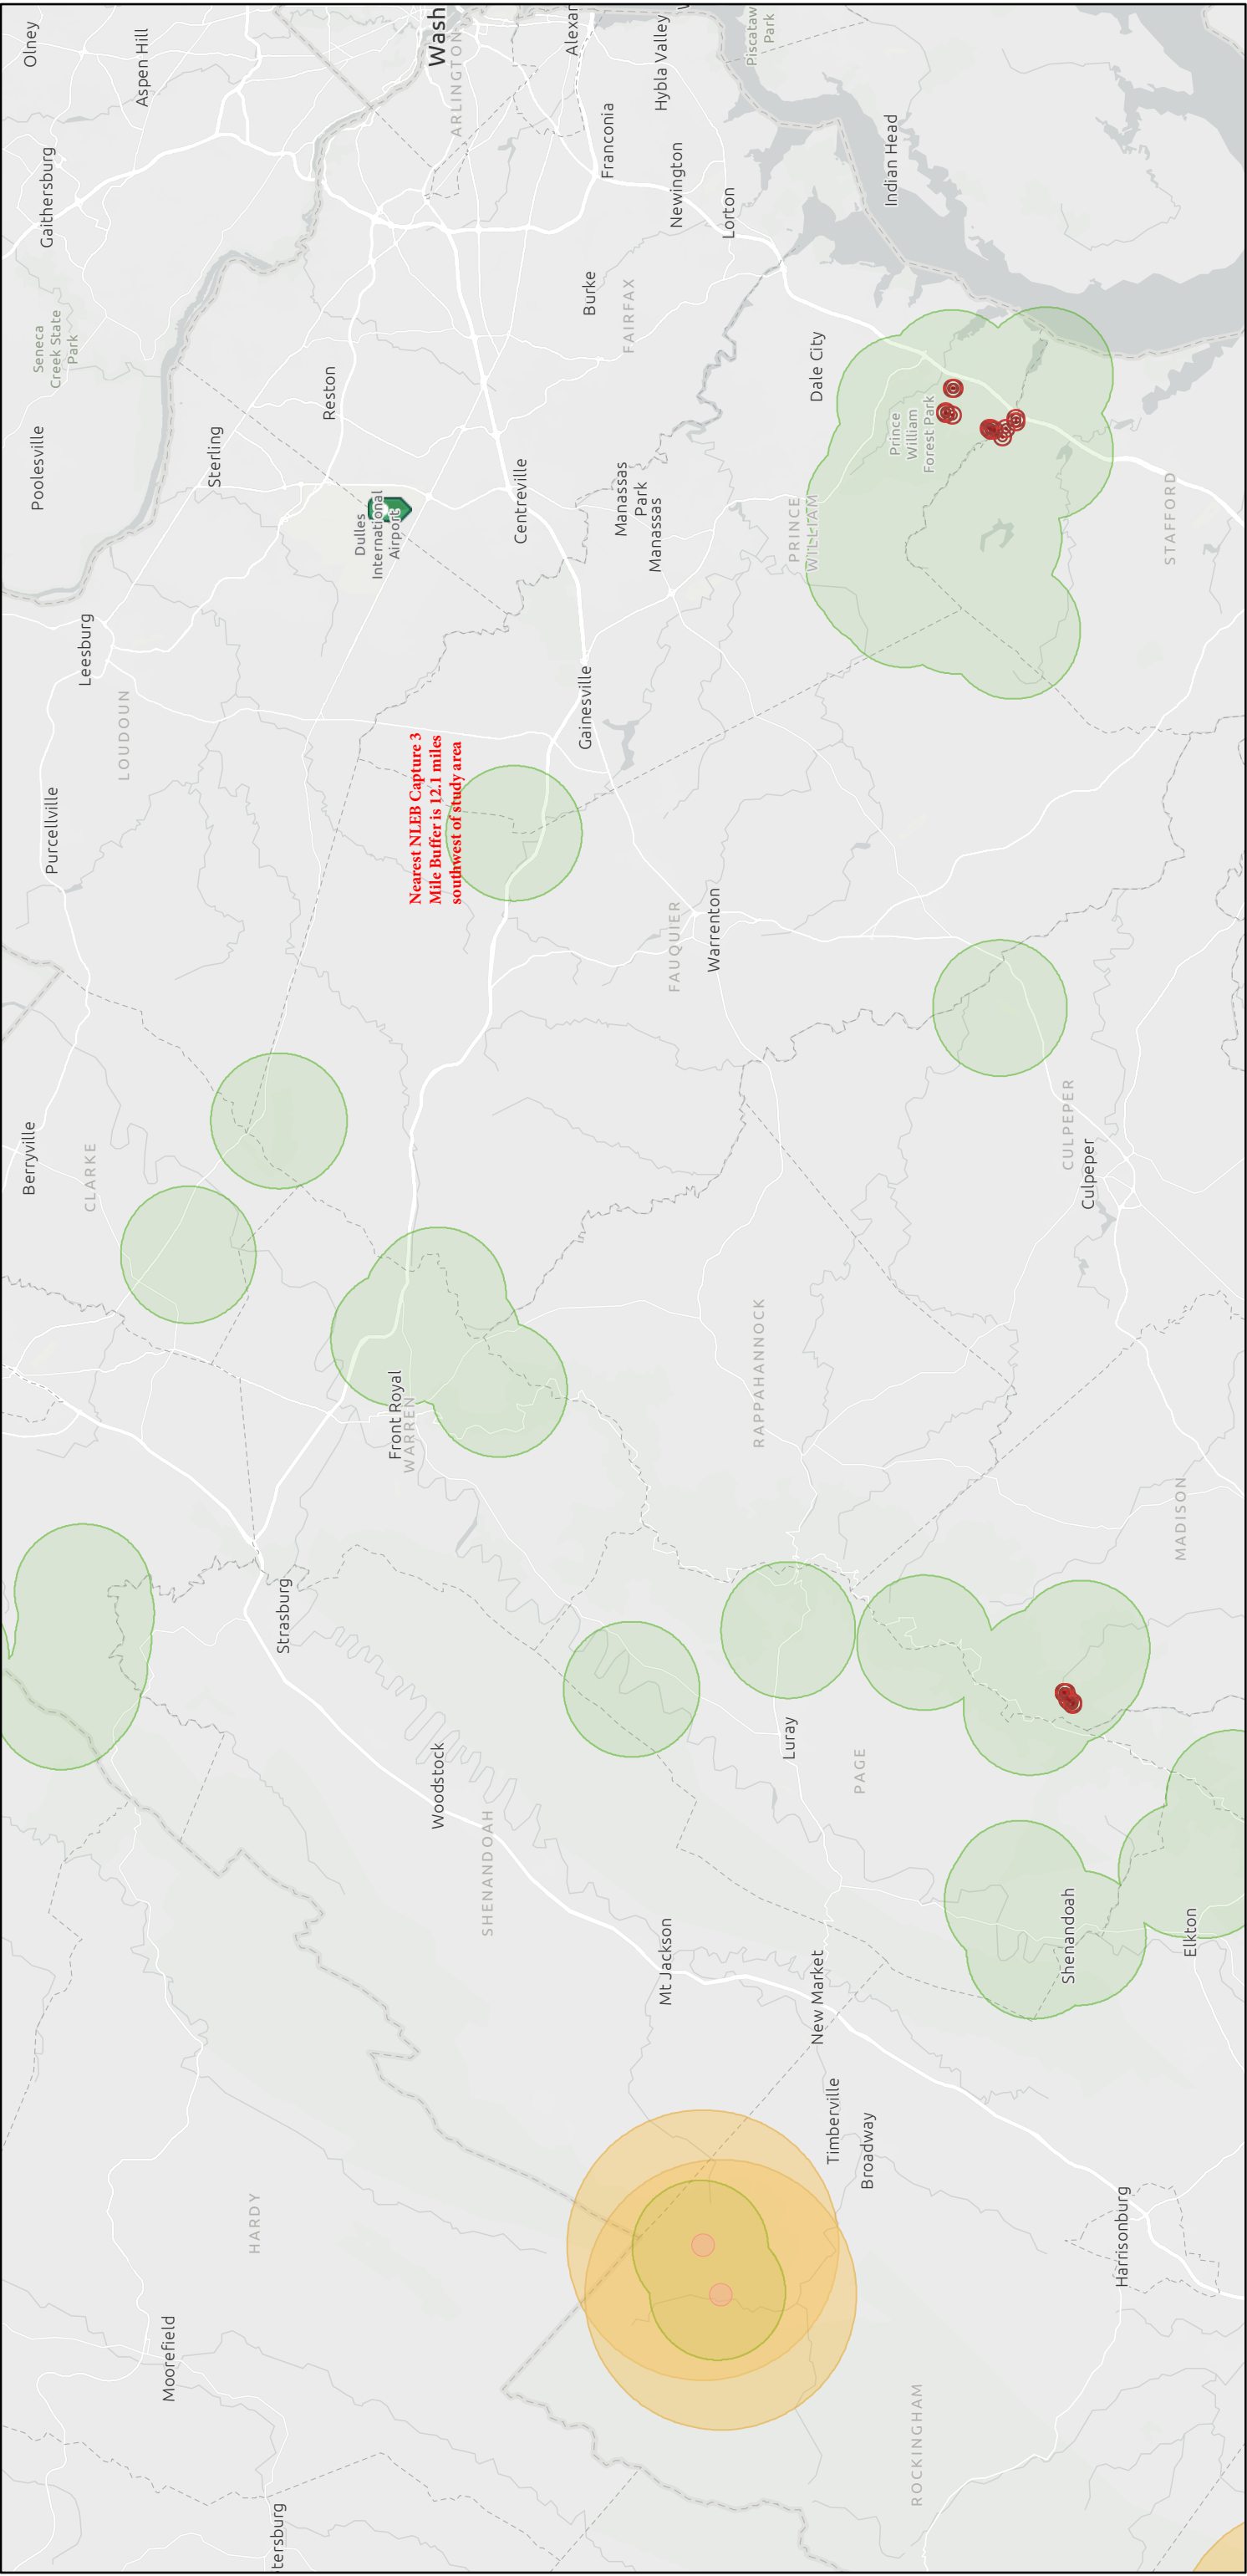 Berryville
Olney
Poolesville
Seneca
Creek State
Park
Gaithersburg
Purcellville
Leesburg
CLARKE
LOUDOUN
Aspen Hill
Moorefield
Sterling
HARDY
tersburg
Strasburg
Reston
Dulles
International
Airport
Front Royal
WARREN
Nearest NLEB Capture 3
Mile Buffer is 12.1 miles
southwest of study area
Wash
Woodstock
ARLINGTON
SHENANDOAH
Centreville
Alexar
Gainesville
Burke
Franconia
Manassas
Park
FAIRFAX
Manassas
Hybla Valley
Mt Jackson
FAUQUIER
Newington
Warrenton
Lorton
Piscataw
Park
RAPPAHANNOCK
Luray
PRINCE
WILLIAM
Dale City
New Market
Timberville
PAGE
Broadway
Indian Head
Prince
William
Forest Park
ROCKINGHAM
Shenandoah
CULPEPER
Culpeper
Harrisonburg
STAFFORD
MADISON
Elkton